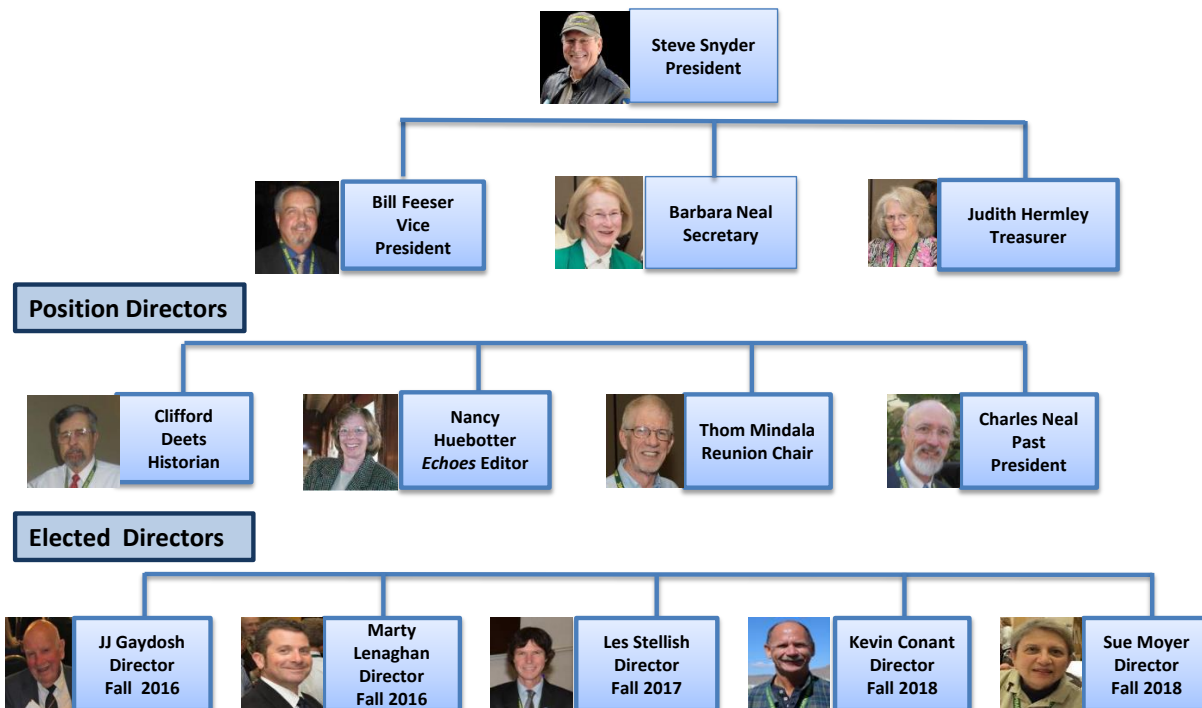 Steve Snyder
President
Bill Feeser
Vice
President
Barbara Neal
Secretary
Judith Hermley
Treasurer
Position Directors
Clifford
Deets
Historian
Nancy
Huebotter
Echoes Editor
Thom Mindala
Reunion Chair
Charles Neal
Past
President
Elected Directors
JJ Gaydosh
Director
Fall 2016
Marty
Lenaghan
Director
Fall 2016
Les Stellish
Director
Fall 2017
Kevin Conant
Director
Fall 2018
Sue Moyer
Director
Fall 2018